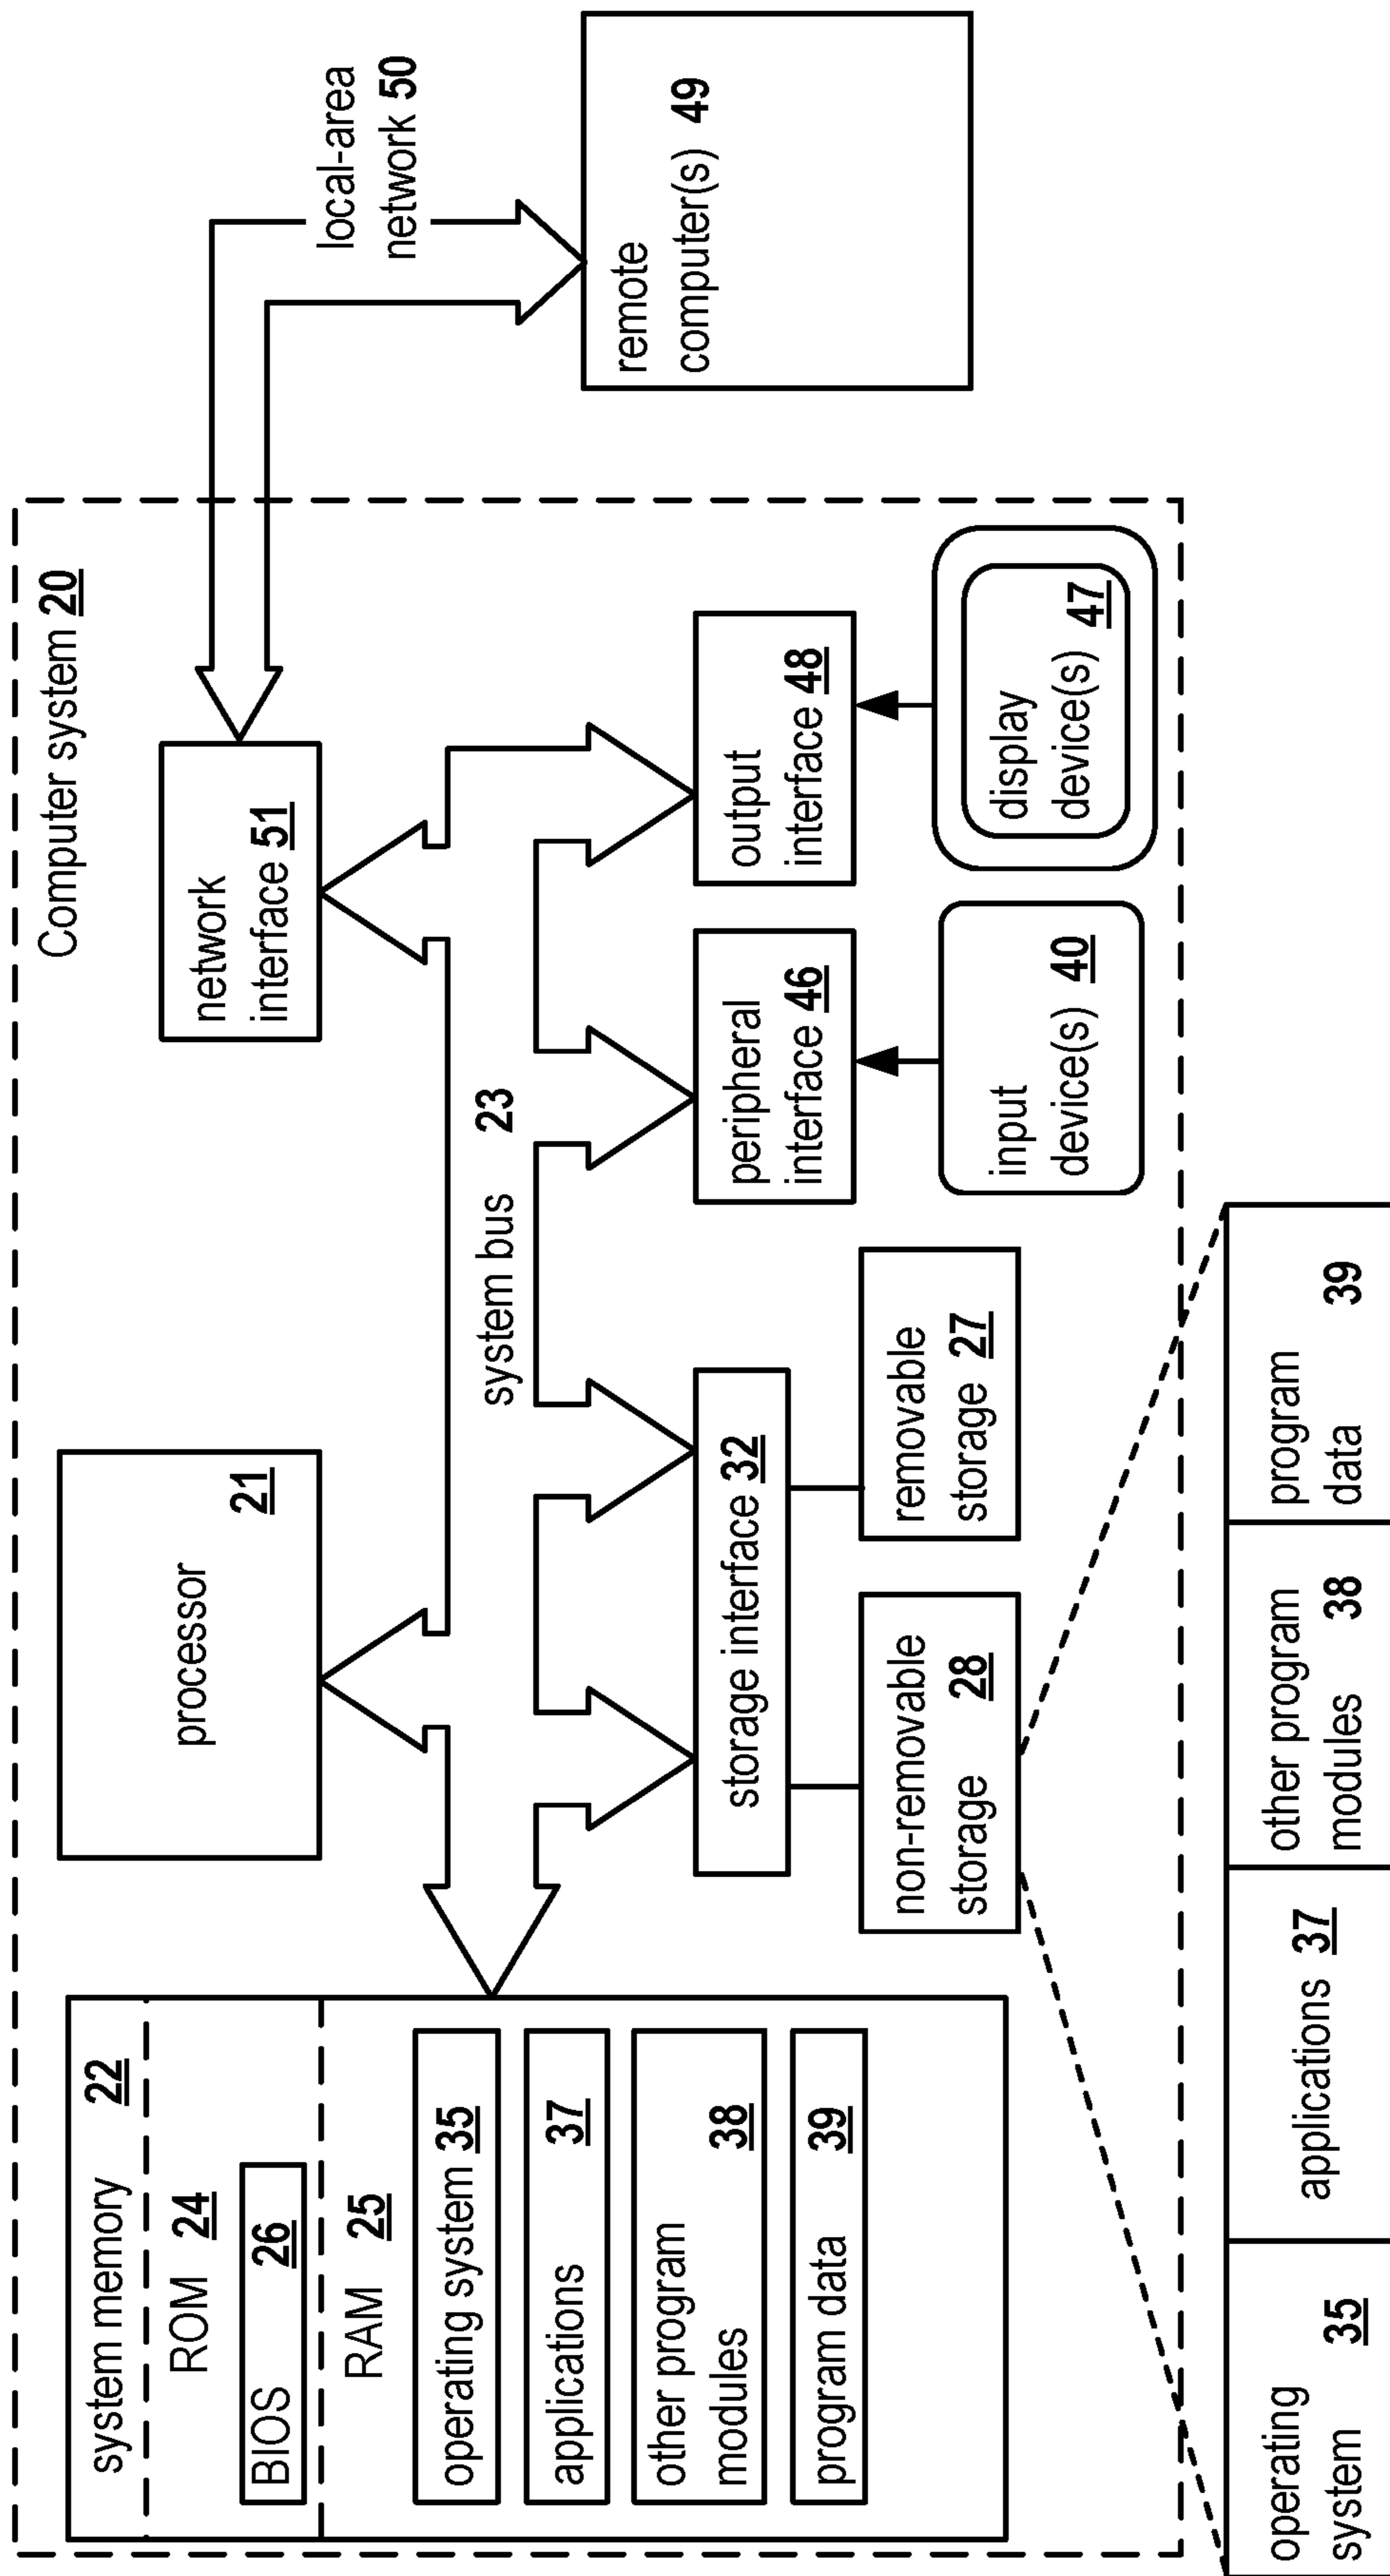 Computer system 20
system memory 22
ROM 24
BIOS 26
RAM 25
operating system 35
applications 37
other program
modules 38
program data 39
processor
21
network
interface 51
local-area
network 50
system bus 23
storage interface 32
peripheral
interface 46
output
interface 48
remote
computer(s) 49
non-removable
storage 28
removable
storage 27
input
device(s) 40
display
device(s) 47
operating
system 35
applications 37
other program
modules 38
program
data 39